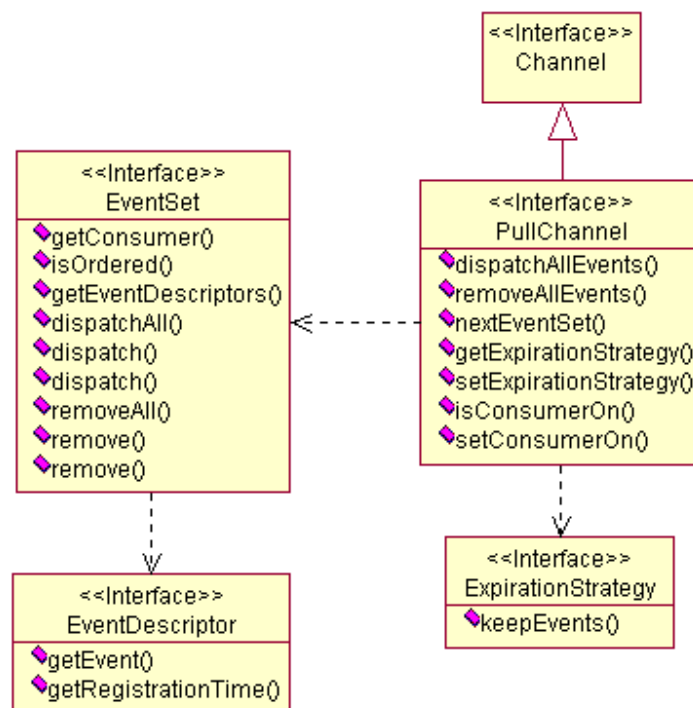 <<Interface>>
Channel
<<Interface>>
EventSet
getConsumer()
isOrdered()
getEventDescriptors()
dispatchAll()
dispatch()
dispatch()
removeAll()
remove()
remove()
<<Interface>>
PullChannel
dispatchAllEvents()
removeAllEvents()
nextEventSet()
getExpirationStrategy()
setExpirationStrategy()
isConsumerOn()
setConsumerOn()
<<Interface>>
EventDescriptor
getEvent()
getRegistrationTime()
<<Interface>>
ExpirationStrategy
keepEvents()